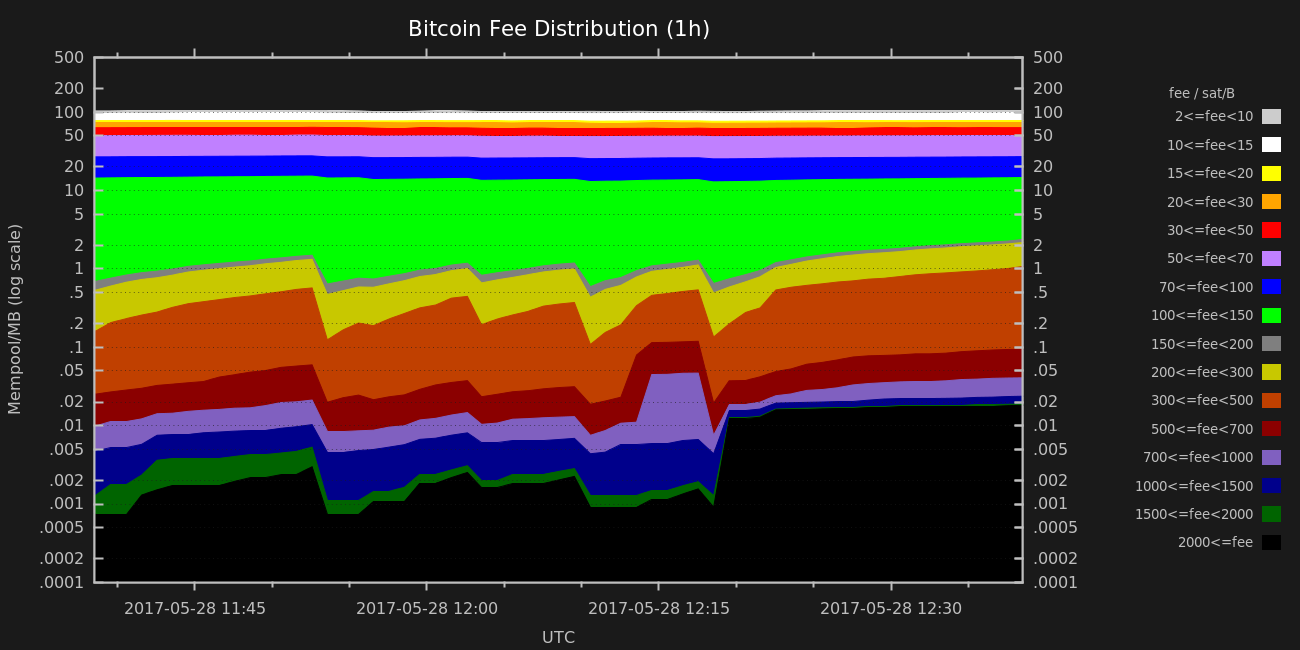 Bitcoin Fee Distribution (1h)
500
200
100
50
20
10
5
2
1
.5
.2
.1
.05
.02
.01
.005
.002
.001
.0005
.0002
.0001
Mempool/MB (log scale)
500
200
100
50
20
10
5
2
1
.5
.2
.1
.05
.02
.01
.005
.002
.001
.0005
.0002
.0001
2017-05-28 11:45
2017-05-28 12:00
2017-05-28 12:15
2017-05-28 12:30
UTC
fee / sat/B
2<=fee<10
10<=fee<15
15<=fee<20
20<=fee<30
30<=fee<50
50<=fee<70
70<=fee<100
100<=fee<150
150<=fee<200
200<=fee<300
300<=fee<500
500<=fee<700
700<=fee<1000
1000<=fee<1500
1500<=fee<2000
2000<=fee